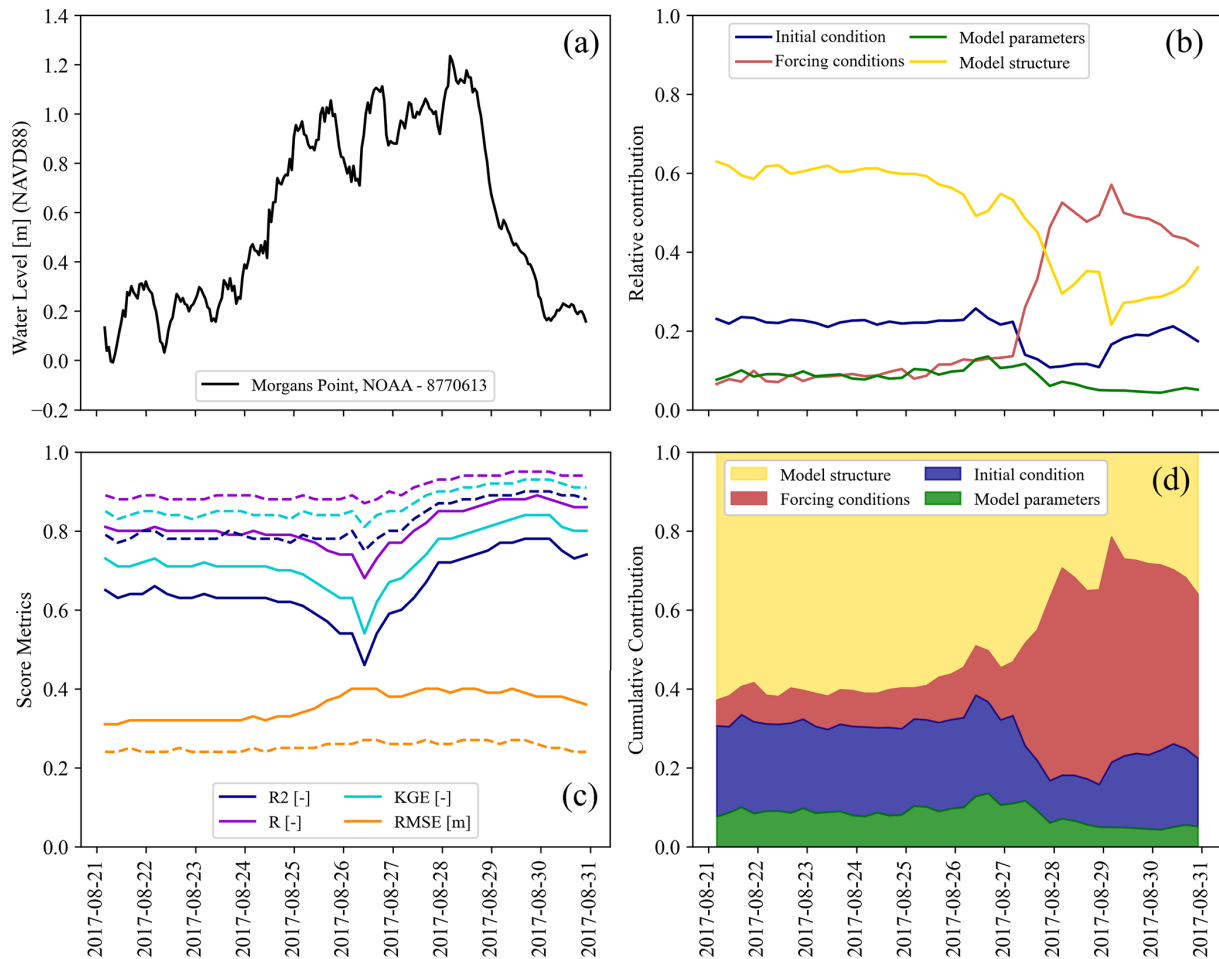 (a)
Water Level [m] (NAVD88)
1.4
1.2
1.0
0.8
0.6
0.4
0.2
0.0
−0.2
Morgans Point, NOAA - 8770613
(b)
Relative contribution
1.0
0.8
0.6
0.4
0.2
0.0
Initial condition
Forcing conditions
Model parameters
Model structure
(c)
Score Metrics
1.0
0.8
0.6
0.4
0.2
0.0
R2 [-]
R [-]
KGE [-]
RMSE [m]
2017-08-21
2017-08-22
2017-08-23
2017-08-24
2017-08-25
2017-08-26
2017-08-27
2017-08-28
2017-08-29
2017-08-30
2017-08-31
(d)
Cumulative Contribution
1.0
0.8
0.6
0.4
0.2
0.0
Model structure
Forcing conditions
Initial condition
Model parameters
2017-08-21
2017-08-22
2017-08-23
2017-08-24
2017-08-25
2017-08-26
2017-08-27
2017-08-28
2017-08-29
2017-08-30
2017-08-31